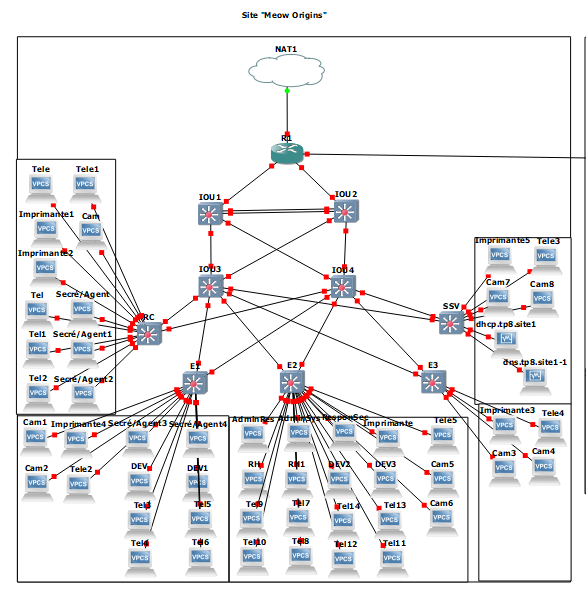 Site "Meow Origins"
NAT1
R1
IOU1
IOU2
IOU3
IOU4
Tele
VPCS
Tele1
VPCS
Imprimante1
VPCS
Cam
VPCS
Imprimante2
VPCS
Tel
VPCS
Secré/Agent
VPCS
RC
Tel1
VPCS
Secré/Agent1
VPCS
Tel2
VPCS
Secré/Agent2
VPCS
Imprimante5
VPCS
Tele3
VPCS
Cam7
VPCS
Cam8
VPCS
SSV
dhcp.tp8.site1
dns.tp8.site1-1
E1
E2
E3
Cam1
VPCS
Imprimante4
VPCS
Secré/Agent3
VPCS
Secré/Agent4
VPCS
Cam2
VPCS
Tele2
VPCS
DEV
VPCS
DEV1
VPCS
VPCS
Tel5
VPCS
VPCS
Tel6
VPCS
AdminRes
VPCS
AdminSys
VPCS
ResponSec
VPCS
Imprimante
VPCS
Tele5
VPCS
RH
VPCS
RH1
VPCS
DEV2
VPCS
DEV3
VPCS
Cam5
VPCS
Tel9
VPCS
Tel7
VPCS
Tel14
VPCS
Tel13
VPCS
Cam6
VPCS
Tel10
VPCS
Tel8
VPCS
Tel12
VPCS
Tel11
VPCS
Imprimante3
VPCS
Tele4
VPCS
Cam3
VPCS
Cam4
VPCS